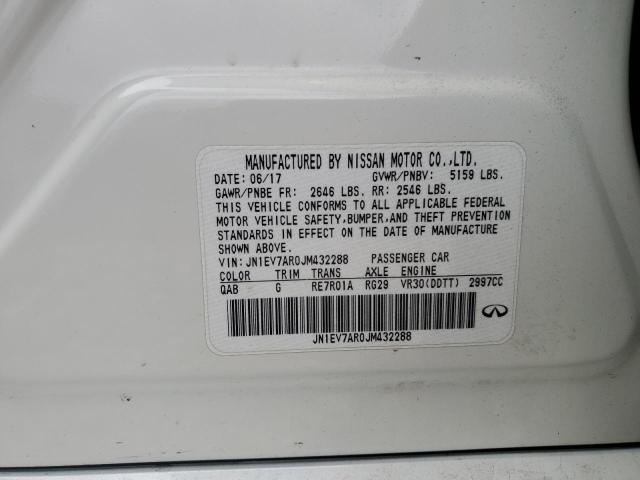 MANUFACTURED BY NISSAN MOTOR CO.,LTD.
DATE: 06/17 GVWR/PNBV: 5159 LBS.
GAWR/PNBE FR: 2646 LBS. RR: 2546 LBS.
THIS VEHICLE CONFORMS TO ALL APPLICABLE FEDERAL
MOTOR VEHICLE SAFETY,BUMPER,AND THEFT PREVENTION
STANDARDS IN EFFECT ON THE DATE OF MANUFACTURE
SHOWN ABOVE.
VIN: JN1EV7AR0JM432288 PASSENGER CAR
COLOR TRIM TRANS AXLE ENGINE
QAB G RE7R01A RG29 VR30(DDTT) 2997CC
JN1EV7AR0JM432288